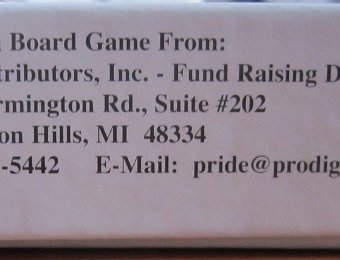 Board Game From:
tributors, Inc. - Fund Raising D
rmington Rd., Suite #202
on Hills, MI 48334
-5442 E-Mail: pride@prodig